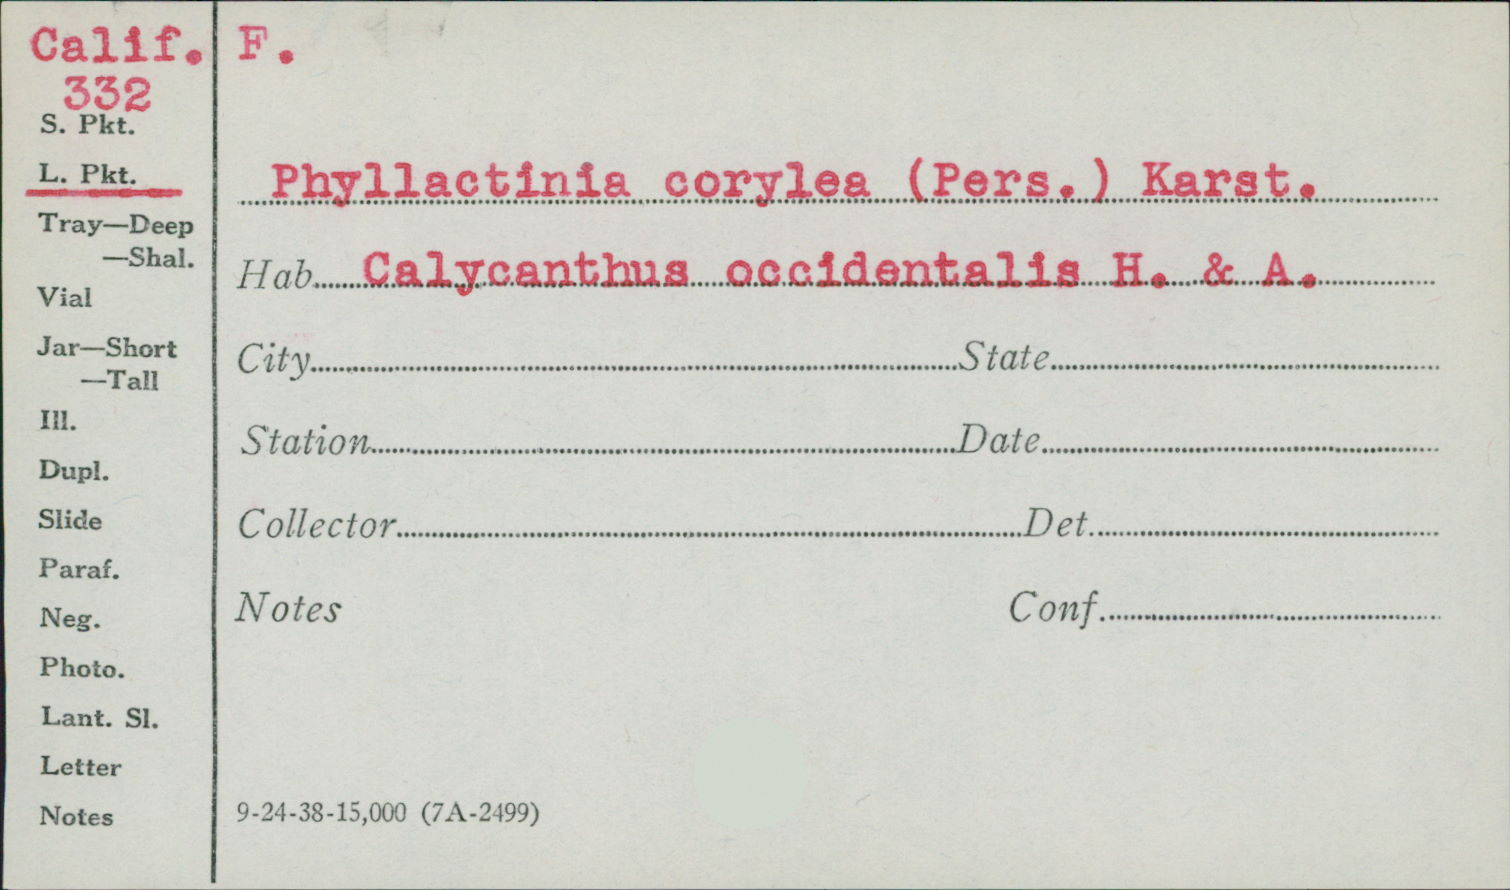 Calif. F.
332
S. Pkt.
L. Pkt.
Phyllactinia corylea (Pers.) Karst.
Tray—Deep
—Shal.
Hab. Calycanthus occidentalis H. & A.
Vial
Jar—Short
—Tall
City State
Ill.
Station Date
Dupl.
Slide
Collector Det.
Paraf.
Neg.
Notes Conf.
Photo.
Lant. Sl.
Letter
Notes
9-24-38-15,000 (7A-2499)